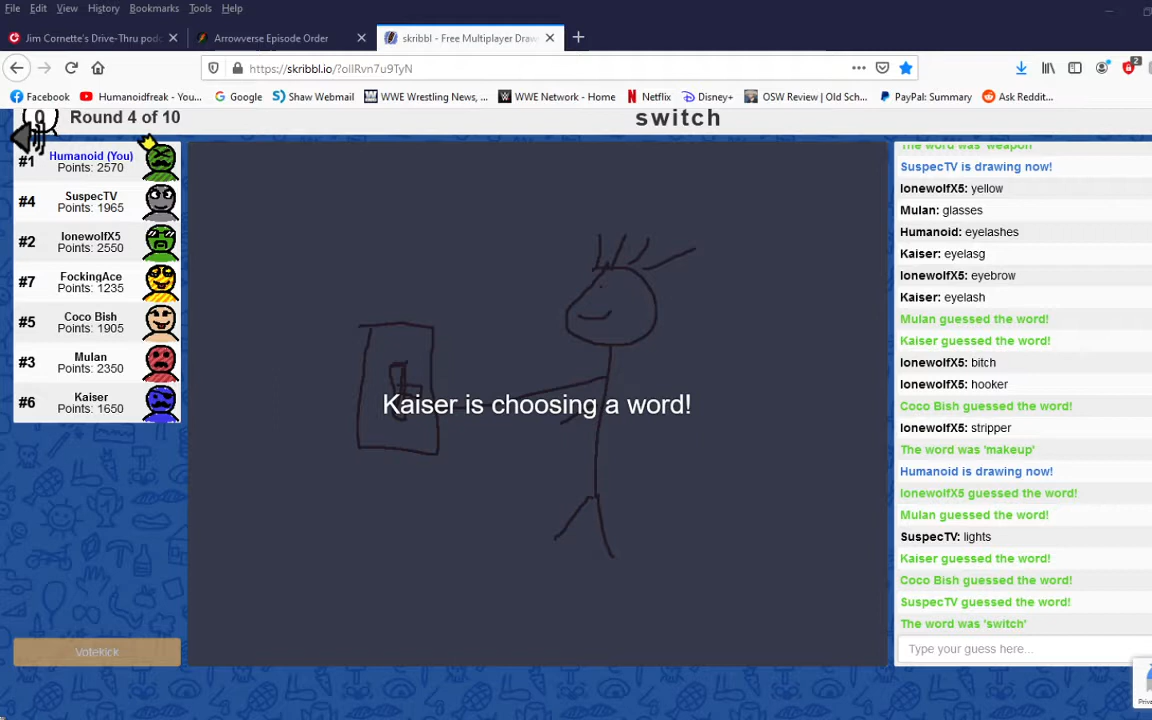 File Edit View History Bookmarks Tools Help
Jim Cornette's Drive-Thru pod
Arrowverse Episode Order
skribbl - Free Multiplayer Draw
https://skribbl.io/?olIRvn7u9TyN
2
Facebook
Humanoidfreak - You...
Google
Shaw Webmail
WWE Wrestling News, ...
WWE Network - Home
Netflix
Disney+
OSW Review | Old Sch...
PayPal: Summary
Ask Reddit...
0
Round 4 of 10
switch
#1
Humanoid (You)
Points: 2570
#4
SuspecTV
Points: 1965
#2
lonewolfX5
Points: 2550
#7
FockingAce
Points: 1235
#5
Coco Bish
Points: 1905
#3
Mulan
Points: 2350
#6
Kaiser
Points: 1650
Votekick
Kaiser is choosing a word!
The word was 'weapon'
SuspecTV is drawing now!
lonewolfX5: yellow
Mulan: glasses
Humanoid: eyelashes
Kaiser: eyelasg
lonewolfX5: eyebrow
Kaiser: eyelash
Mulan guessed the word!
Kaiser guessed the word!
lonewolfX5: bitch
lonewolfX5: hooker
Coco Bish guessed the word!
lonewolfX5: stripper
The word was 'makeup'
Humanoid is drawing now!
lonewolfX5 guessed the word!
Mulan guessed the word!
SuspecTV: lights
Kaiser guessed the word!
Coco Bish guessed the word!
SuspecTV guessed the word!
The word was 'switch'
Type your guess here...
Priva